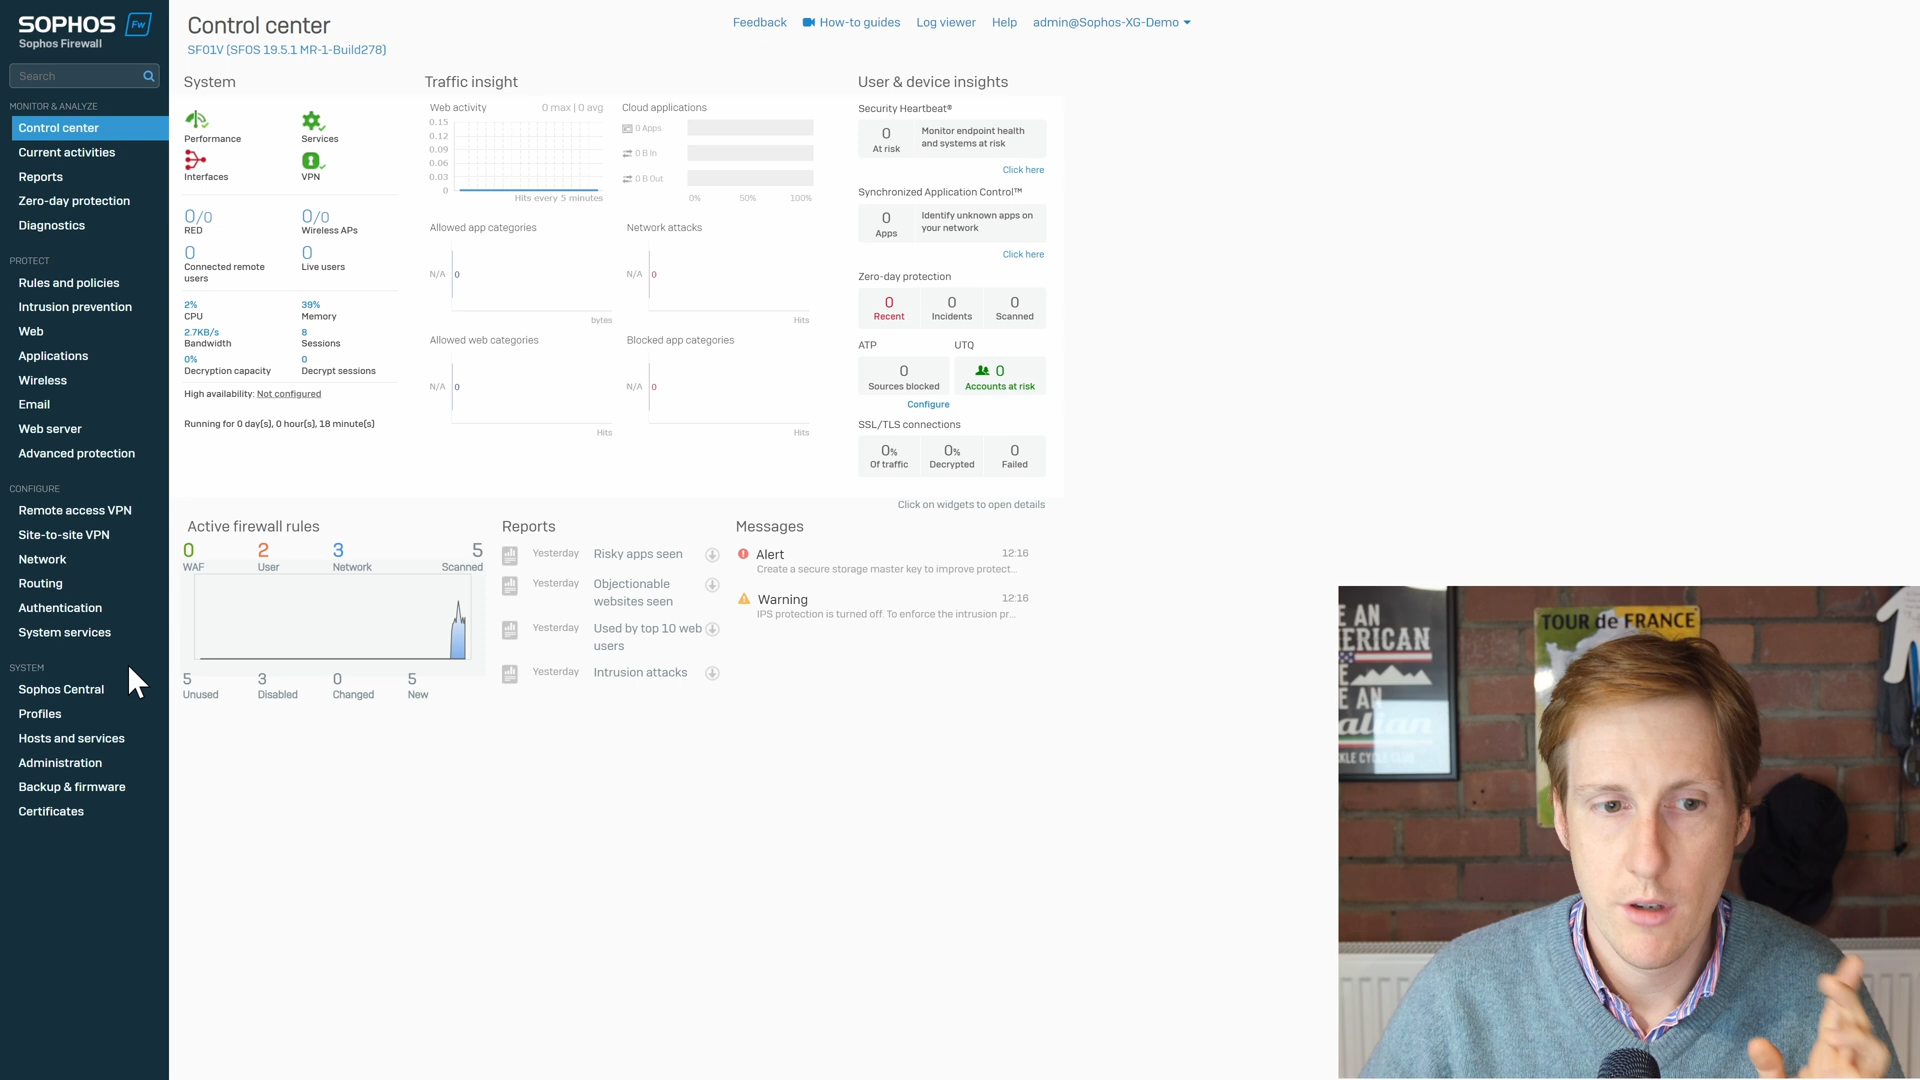 SOPHOS Fw
Sophos Firewall
Search
MONITOR & ANALYZE
Control center
Current activities
Reports
Zero-day protection
Diagnostics
PROTECT
Rules and policies
Intrusion prevention
Web
Applications
Wireless
Email
Web server
Advanced protection
CONFIGURE
Remote access VPN
Site-to-site VPN
Network
Routing
Authentication
System services
SYSTEM
Sophos Central
Profiles
Hosts and services
Administration
Backup & firmware
Certificates
Control center
SF01V (SFOS 19.5.1 MR-1-Build278)
Feedback How-to guides Log viewer Help admin@Sophos-XG-Demo
System
Performance Services
Interfaces VPN
0/0 0/0
RED Wireless APs
0 0
Connected remote Live users
users
2% 39%
CPU Memory
2.7KB/s 8
Bandwidth Sessions
0% 0
Decryption capacity Decrypt sessions
High availability: Not configured
Running for 0 day(s), 0 hour(s), 18 minute(s)
Traffic insight
Web activity 0 max | 0 avg
0.15
0.12
0.09
0.06
0.03
0
Hits every 5 minutes
Cloud applications
0 Apps
0 B In
0 B Out
0% 50% 100%
Allowed app categories
N/A 0
bytes
Network attacks
N/A 0
Hits
Allowed web categories
N/A 0
Hits
Blocked app categories
N/A 0
Hits
User & device insights
Security Heartbeat®
0
At risk
Monitor endpoint health
and systems at risk
Click here
Synchronized Application Control™
0
Apps
Identify unknown apps on
your network
Click here
Zero-day protection
0 0 0
Recent Incidents Scanned
ATP UTQ
0 0
Sources blocked Accounts at risk
Configure
SSL/TLS connections
0% 0% 0
Of traffic Decrypted Failed
Click on widgets to open details
Active firewall rules
0 2 3 5
WAF User Network Scanned
5 3 0 5
Unused Disabled Changed New
Reports
Yesterday Risky apps seen
Yesterday Objectionable
websites seen
Yesterday Used by top 10 web
users
Yesterday Intrusion attacks
Messages
Alert 12:16
Create a secure storage master key to improve protect...
Warning 12:16
IPS protection is turned off. To enforce the intrusion pr...
TOUR de FRANCE